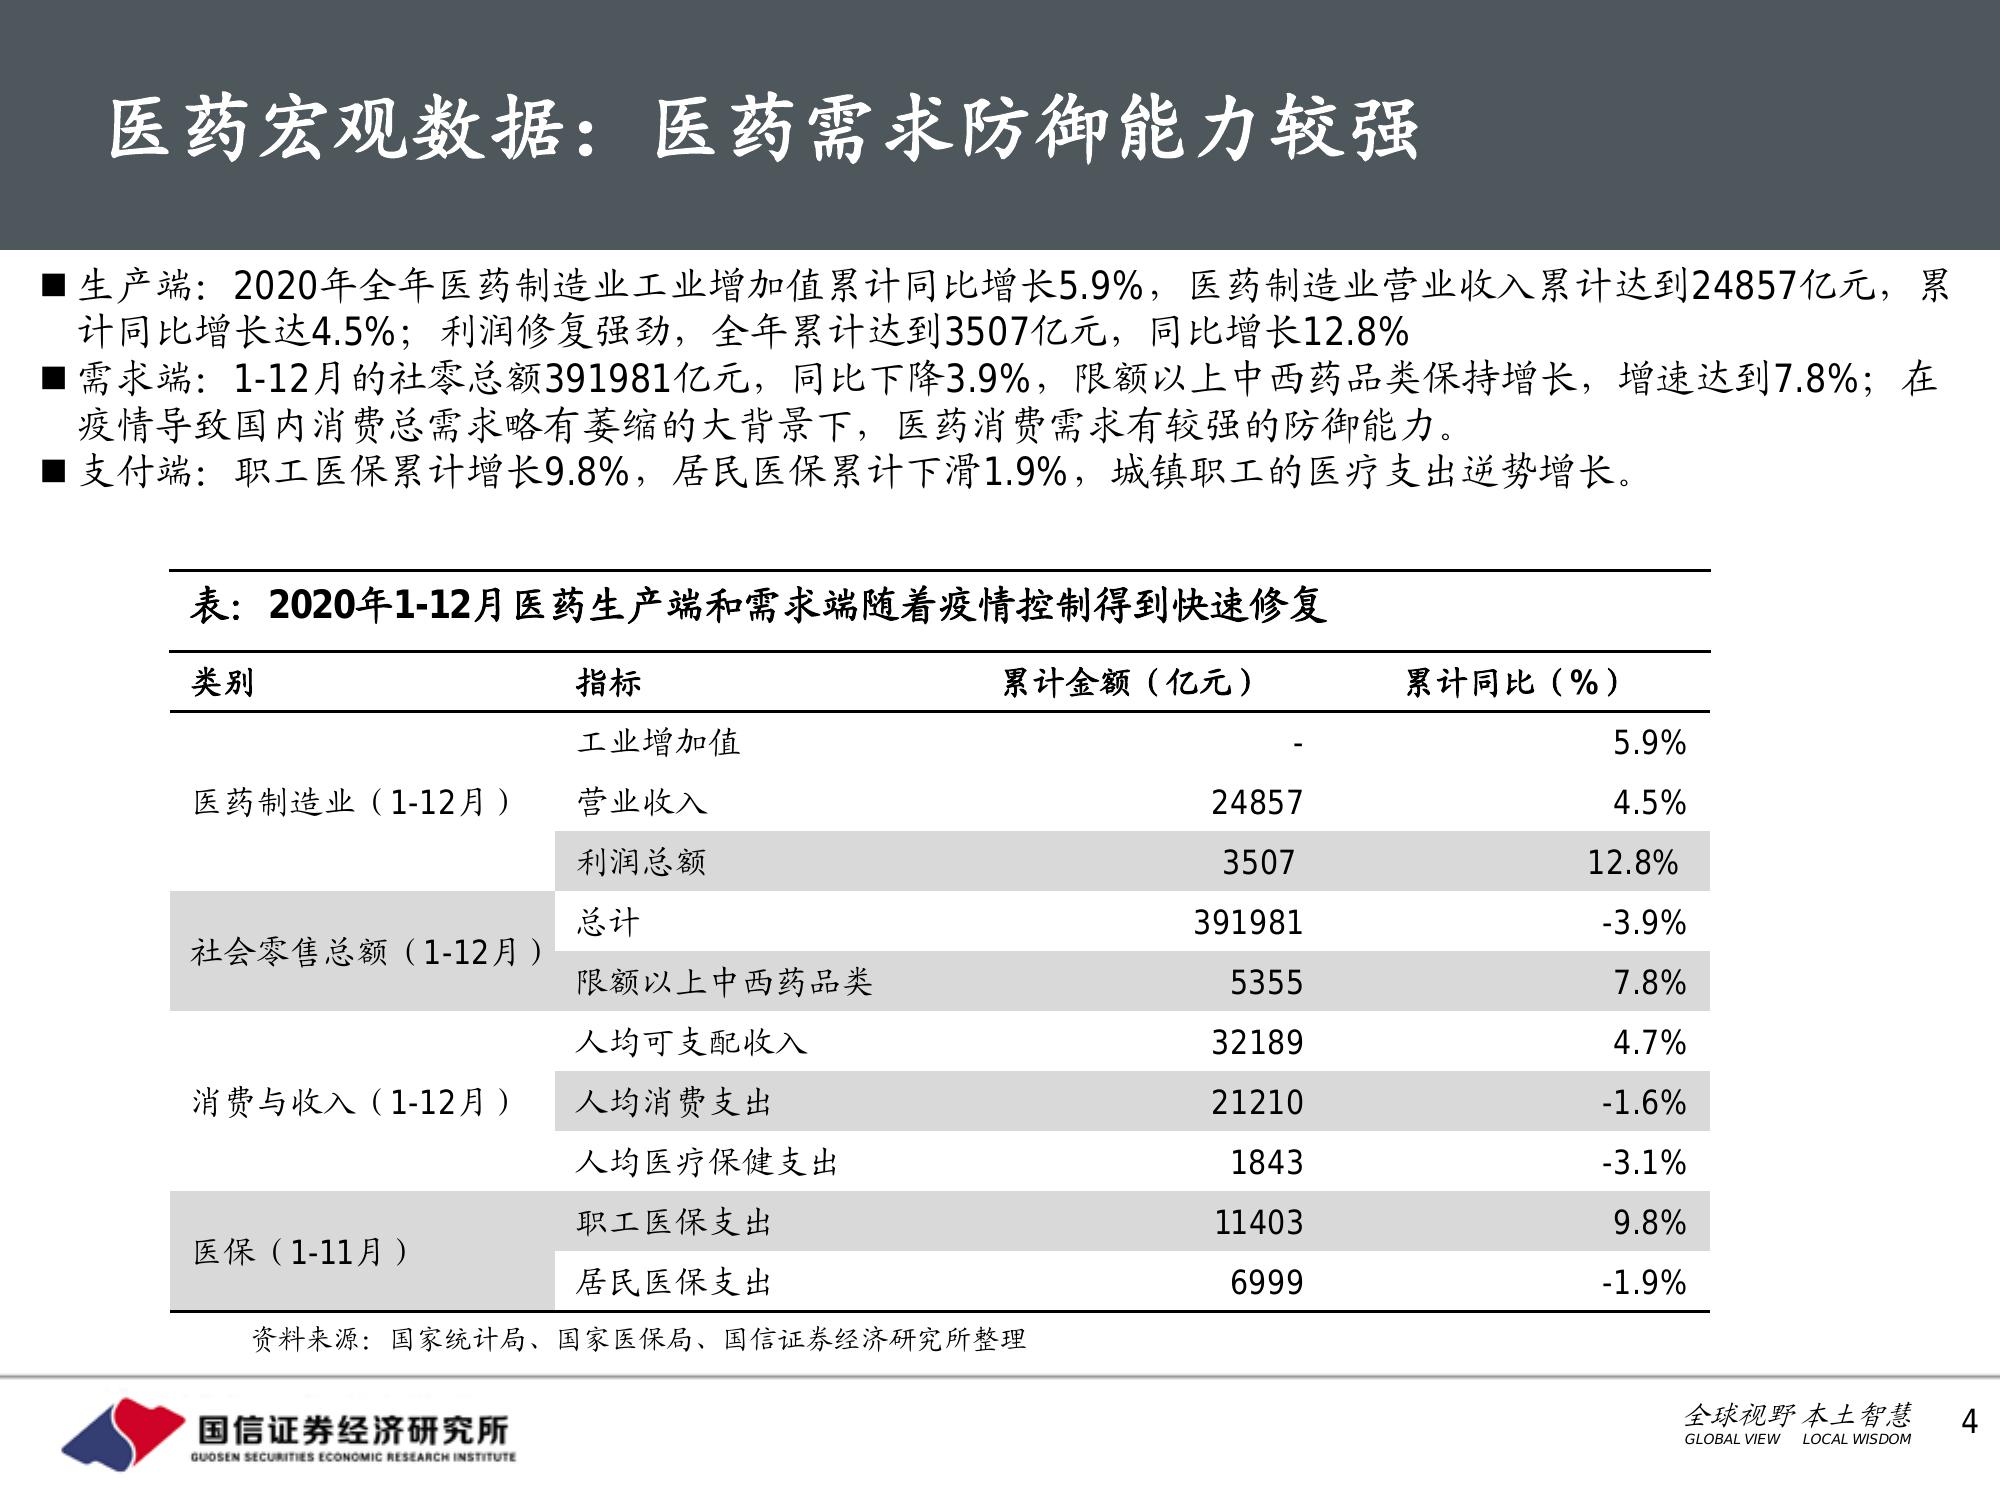 医药宏观数据：医药需求防御能力较强
■ 生产端：2020年全年医药制造业工业增加值累计同比增长5.9%，医药制造业营业收入累计达到24857亿元，累
计同比增长达4.5%；利润修复强劲，全年累计达到3507亿元，同比增长12.8%
■ 需求端：1-12月的社零总额391981亿元，同比下降3.9%，限额以上中西药品类保持增长，增速达到7.8%；在
疫情导致国内消费总需求略有萎缩的大背景下，医药消费需求有较强的防御能力。
■ 支付端：职工医保累计增长9.8%，居民医保累计下滑1.9%，城镇职工的医疗支出逆势增长。
表：2020年1-12月医药生产端和需求端随着疫情控制得到快速修复
类别 指标 累计金额（亿元） 累计同比（%）
医药制造业（1-12月） 工业增加值 - 5.9%
营业收入 24857 4.5%
利润总额 3507 12.8%
社会零售总额（1-12月） 总计 391981 -3.9%
限额以上中西药品类 5355 7.8%
消费与收入（1-12月） 人均可支配收入 32189 4.7%
人均消费支出 21210 -1.6%
人均医疗保健支出 1843 -3.1%
医保（1-11月） 职工医保支出 11403 9.8%
居民医保支出 6999 -1.9%
资料来源：国家统计局、国家医保局、国信证券经济研究所整理
国信证券经济研究所
GUOSEN SECURITIES ECONOMIC RESEARCH INSTITUTE
全球视野 本土智慧
GLOBAL VIEW LOCAL WISDOM
4